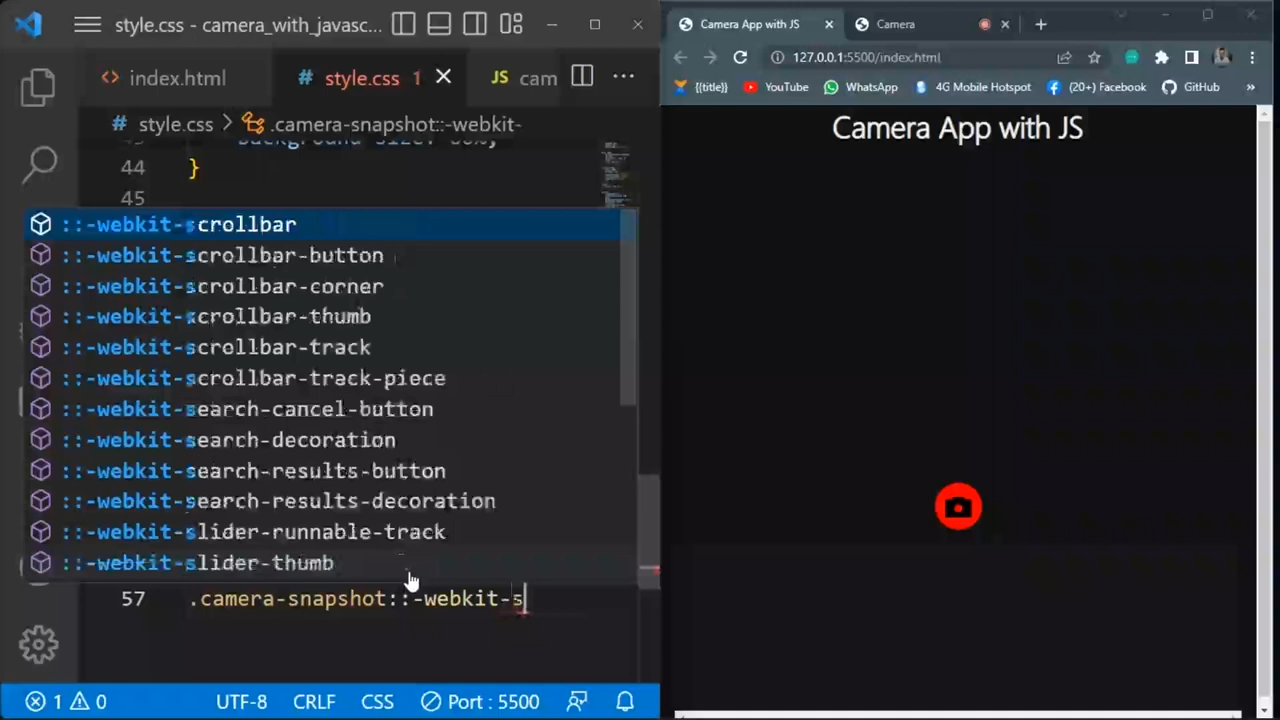 style.css - camera_with_javasc...
index.html
# style.css 1
JS cam
# style.css > .camera-snapshot::-webkit-
44 }
45
::-webkit-scrollbar
::-webkit-scrollbar-button
::-webkit-scrollbar-corner
::-webkit-scrollbar-thumb
::-webkit-scrollbar-track
::-webkit-scrollbar-track-piece
::-webkit-search-cancel-button
::-webkit-search-decoration
::-webkit-search-results-button
::-webkit-search-results-decoration
::-webkit-slider-runnable-track
::-webkit-slider-thumb
57 .camera-snapshot::-webkit-s
1 0 UTF-8 CRLF CSS Port : 5500
Camera App with JS
Camera
127.0.0.1:5500/index.html
{{title}} YouTube WhatsApp 4G Mobile Hotspot (20+) Facebook GitHub »
Camera App with JS